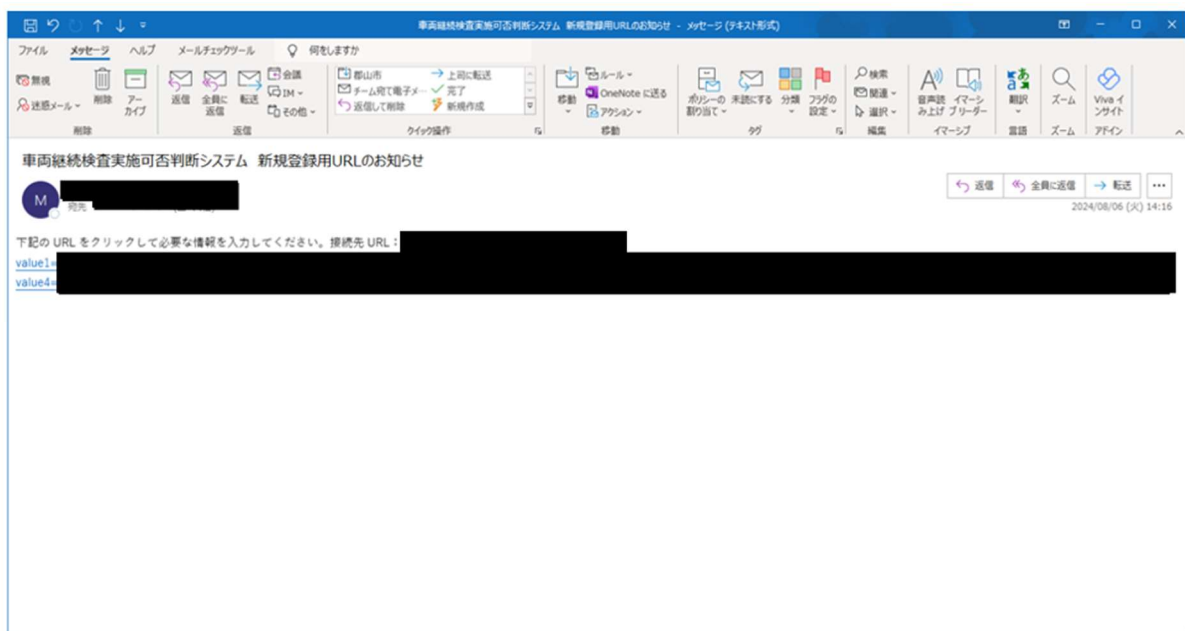 車両継続検査実施可否判断システム 新規登録用URLのお知らせ - メッセージ (テキスト形式)
ファイル メッセージ ヘルプ メールチェックツール 何をしますか
無視
迷惑メール
削除
アーカイブ
削除
返信
全員に返信
転送
会議
IM
その他
返信
郡山市
チーム宛て電子メー…
返信して削除
上司に転送
完了
新規作成
クイック操作
移動
ルール
OneNote に送る
アクション
移動
ポリシーの割り当て
未読にする
分類
フラグの設定
タグ
検索
関連
選択
編集
音声読み上げ
イマーシブリーダー
イマーシブ
翻訳
言語
ズーム
ズーム
Viva インサイト
アドイン
車両継続検査実施可否判断システム 新規登録用URLのお知らせ
M
宛先
返信 全員に返信 転送 …
2024/08/06 (火) 14:16
下記の URL をクリックして必要な情報を入力してください。接続先 URL：
value1=
value4=